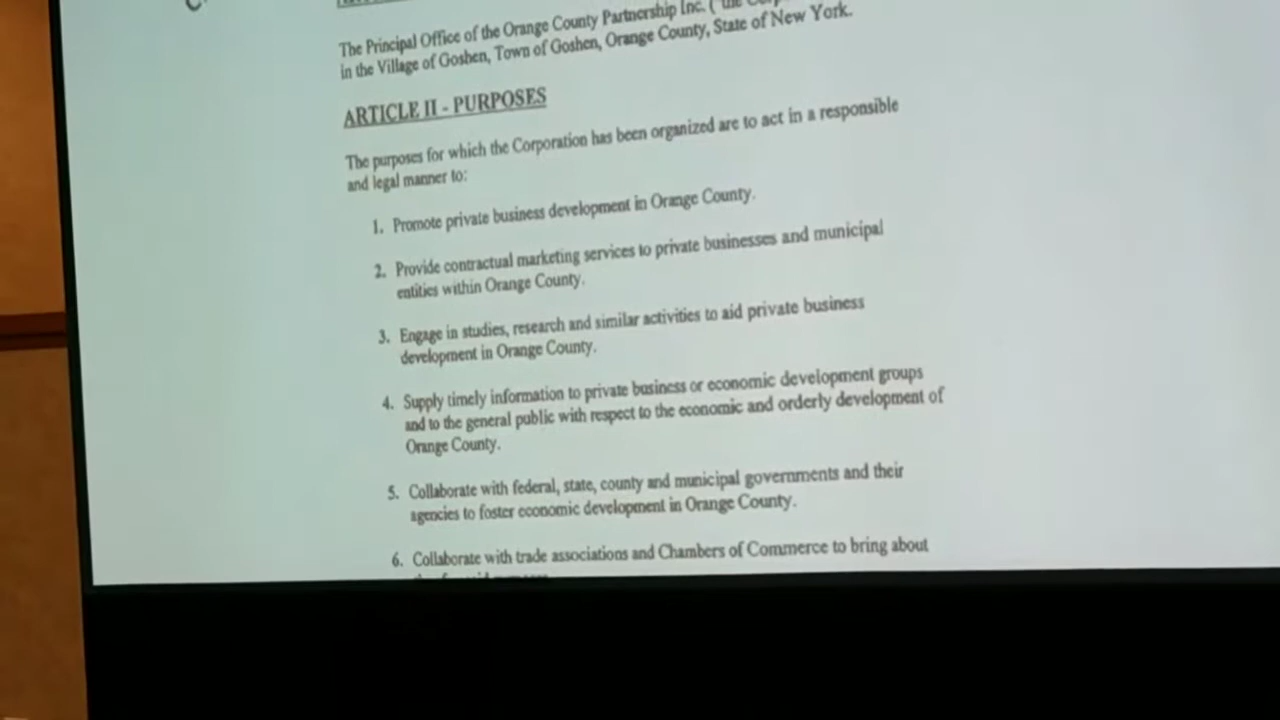 The Principal Office of the Orange County Partnership Inc. ( the
in the Village of Goshen, Town of Goshen, Orange County, State of New York.
ARTICLE II - PURPOSES
The purposes for which the Corporation has been organized are to act in a responsible
and legal manner to:
1. Promote private business development in Orange County.
2. Provide contractual marketing services to private businesses and municipal
entities within Orange County.
3. Engage in studies, research and similar activities to aid private business
development in Orange County.
4. Supply timely information to private business or economic development groups
and to the general public with respect to the economic and orderly development of
Orange County.
5. Collaborate with federal, state, county and municipal governments and their
agencies to foster economic development in Orange County.
6. Collaborate with trade associations and Chambers of Commerce to bring about